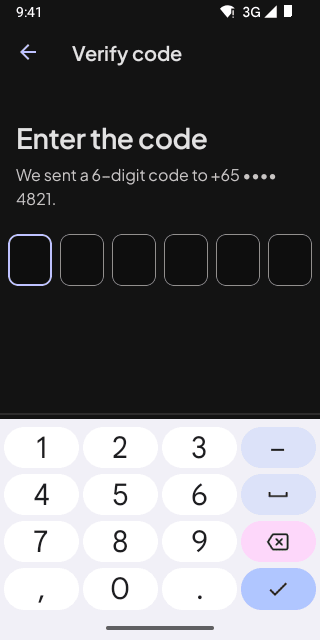 9:41
3G
Verify code
Enter the code
We sent a 6-digit code to +65 ••••
4821.
1 2 3 –
4 5 6
7 8 9
, 0 .